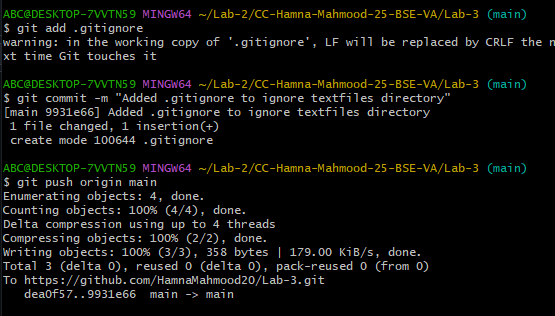 ABC@DESKTOP-7VVTN59 MINGW64 ~/Lab-2/CC-Hamna-Mahmood-25-BSE-VA/Lab-3 (main)
$ git add .gitignore
warning: in the working copy of '.gitignore', LF will be replaced by CRLF the ne
xt time Git touches it
ABC@DESKTOP-7VVTN59 MINGW64 ~/Lab-2/CC-Hamna-Mahmood-25-BSE-VA/Lab-3 (main)
$ git commit -m "Added .gitignore to ignore textfiles directory"
[main 9931e66] Added .gitignore to ignore textfiles directory
1 file changed, 1 insertion(+)
create mode 100644 .gitignore
ABC@DESKTOP-7VVTN59 MINGW64 ~/Lab-2/CC-Hamna-Mahmood-25-BSE-VA/Lab-3 (main)
$ git push origin main
Enumerating objects: 4, done.
Counting objects: 100% (4/4), done.
Delta compression using up to 4 threads
Compressing objects: 100% (2/2), done.
Writing objects: 100% (3/3), 358 bytes | 179.00 KiB/s, done.
Total 3 (delta 0), reused 0 (delta 0), pack-reused 0 (from 0)
To https://github.com/HamnaMahmood20/Lab-3.git
dea0f57..9931e66 main -> main